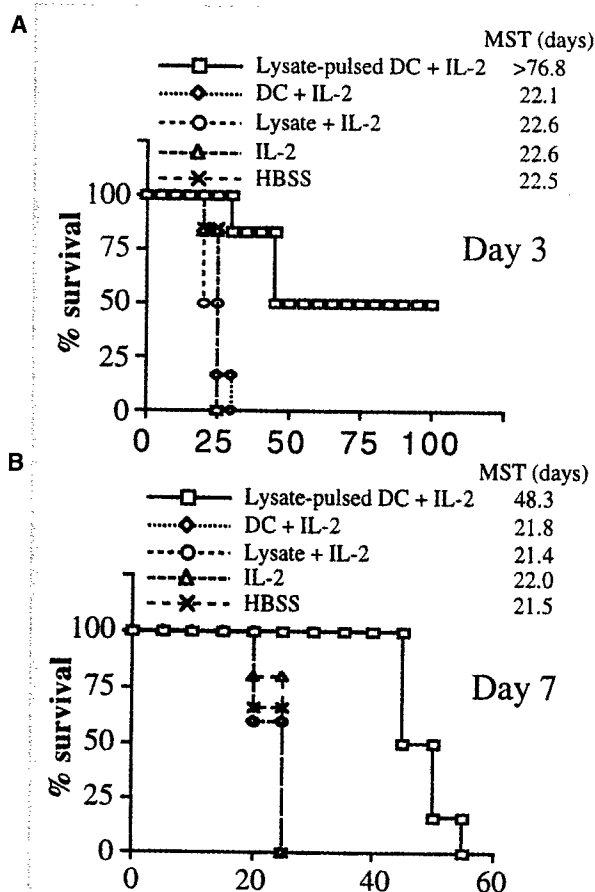 A
MST (days)
Lysate-pulsed DC + IL-2 >76.8
DC + IL-2 22.1
Lysate + IL-2 22.6
IL-2 22.6
HBSS 22.5
100
75
50
25
0
% survival
Day 3
0 25 50 75 100
B
MST (days)
Lysate-pulsed DC + IL-2 48.3
DC + IL-2 21.8
Lysate + IL-2 21.4
IL-2 22.0
HBSS 21.5
100
75
50
25
0
% survival
Day 7
0 20 40 60